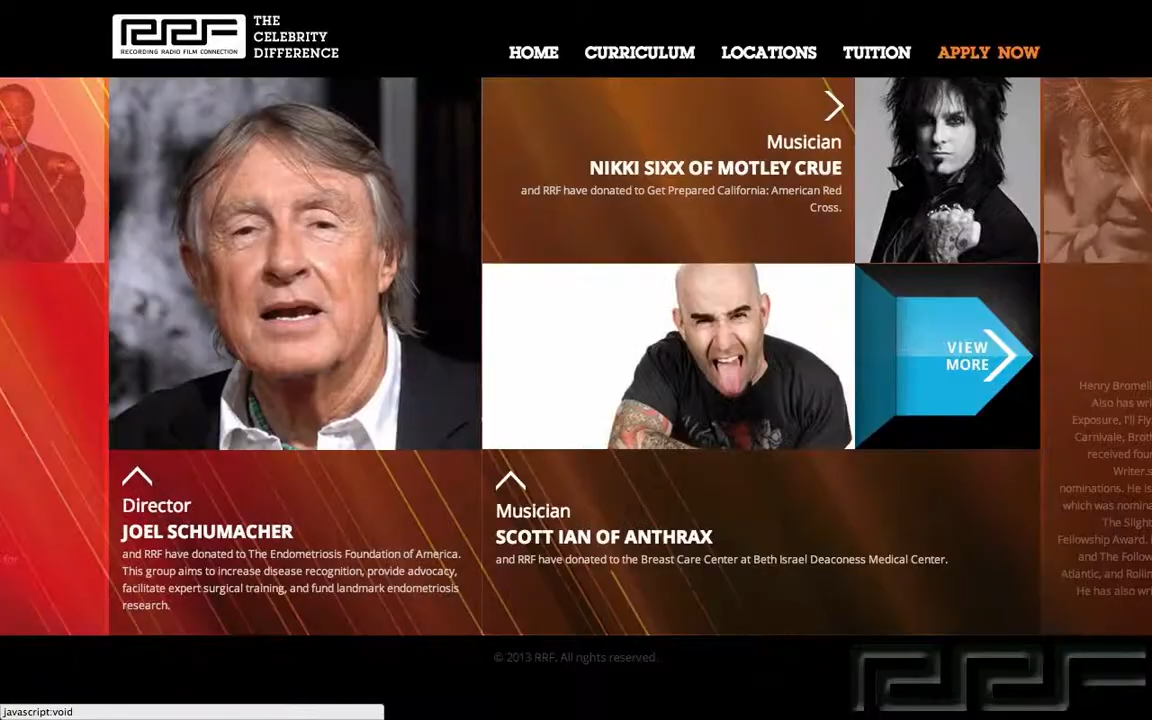 RRF
RECORDING RADIO FILM CONNECTION
THE
CELEBRITY
DIFFERENCE
HOME CURRICULUM LOCATIONS TUITION APPLY NOW
Musician
NIKKI SIXX OF MOTLEY CRUE
and RRF have donated to Get Prepared California: American Red
Cross.
VIEW
MORE
Director
JOEL SCHUMACHER
and RRF have donated to The Endometriosis Foundation of America.
This group aims to increase disease recognition, provide advocacy,
facilitate expert surgical training, and fund landmark endometriosis
research.
Musician
SCOTT IAN OF ANTHRAX
and RRF have donated to the Breast Care Center at Beth Israel Deaconess Medical Center.
for
Henry Bromell
Also has wri
Exposure, I'll Fly
Carnivale, Broth
received four
Writer.s
nominations. He is
which was nomina
The Slight
Fellowship Award.
and The Follow
Atlantic, and Rollin
He has also wri
© 2013 RRF. All rights reserved.
RRF
javascript:void